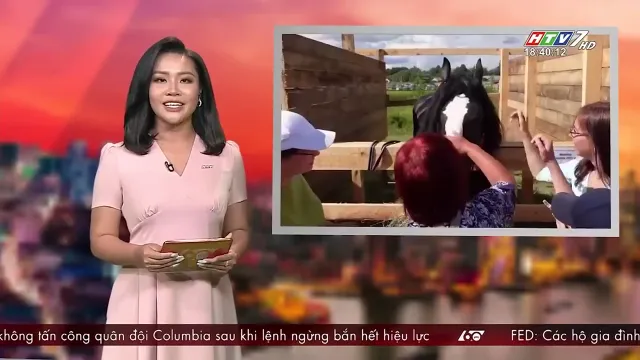 HTV7 HD
18:40:12
không tấn công quân đội Columbia sau khi lệnh ngừng bắn hết hiệu lực 60 FED: Các hộ gia đình